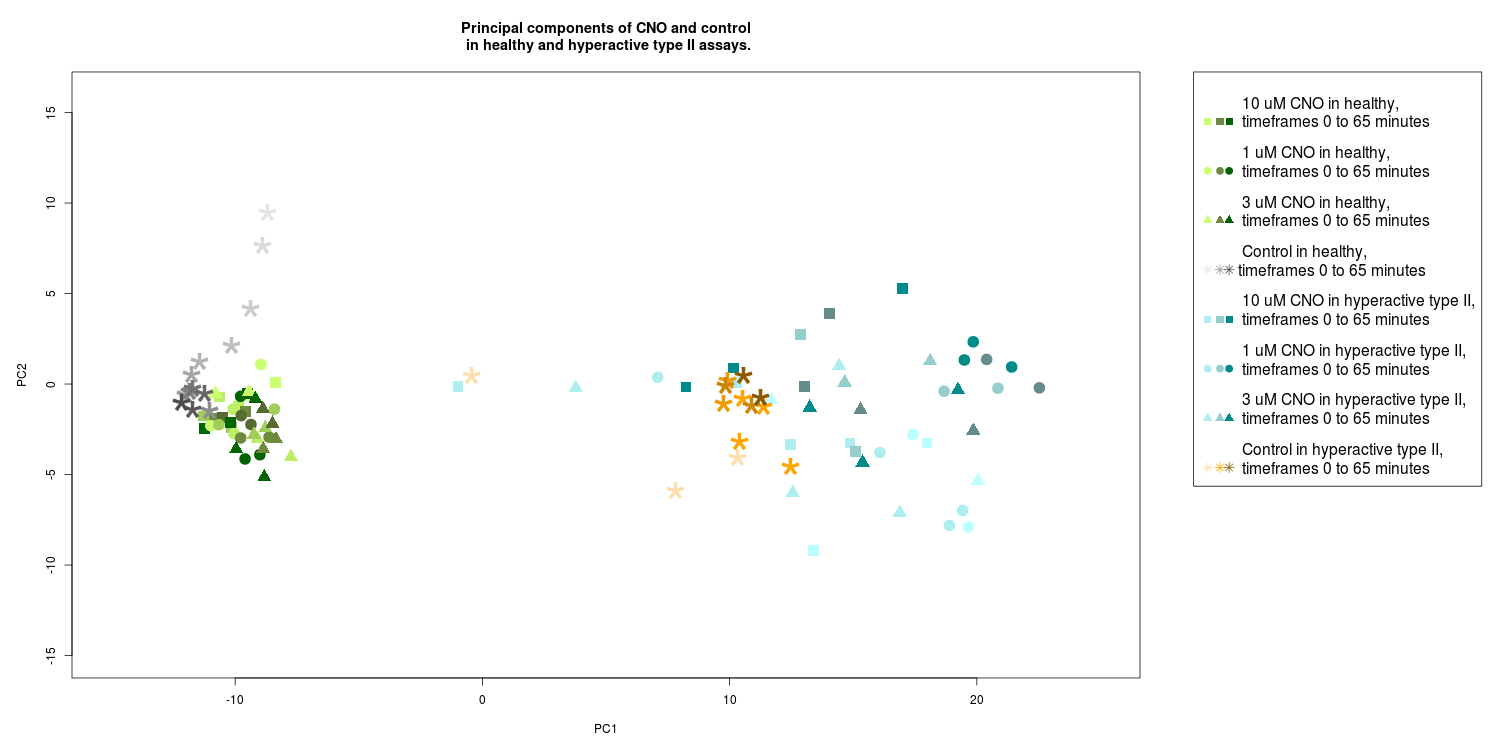 Principal components of CNO and control
in healthy and hyperactive type II assays.
15
10
5
0
-5
-10
-15
PC2
-10
0
10
20
PC1
10 uM CNO in healthy,
timeframes 0 to 65 minutes
1 uM CNO in healthy,
timeframes 0 to 65 minutes
3 uM CNO in healthy,
timeframes 0 to 65 minutes
Control in healthy,
timeframes 0 to 65 minutes
10 uM CNO in hyperactive type II,
timeframes 0 to 65 minutes
1 uM CNO in hyperactive type II,
timeframes 0 to 65 minutes
3 uM CNO in hyperactive type II,
timeframes 0 to 65 minutes
Control in hyperactive type II,
timeframes 0 to 65 minutes